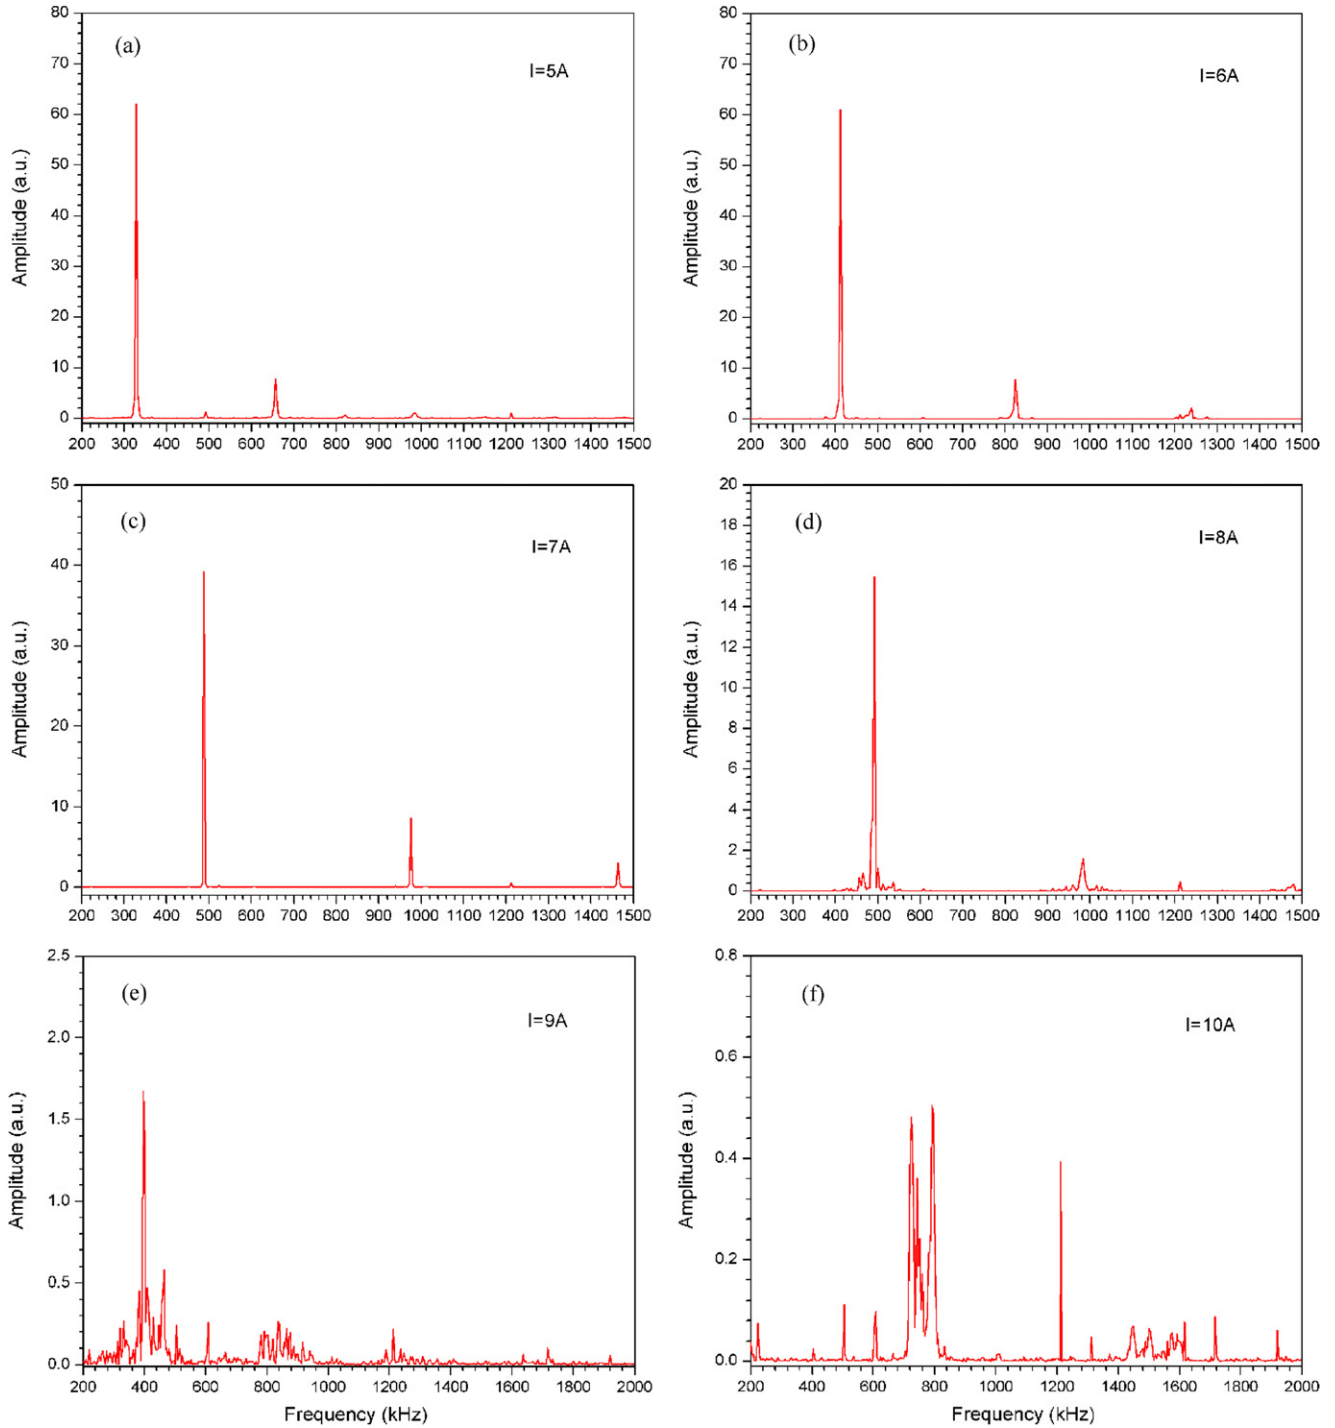 (a)
I=5A
Amplitude (a.u.)
80
70
60
50
40
30
20
10
0
200 300 400 500 600 700 800 900 1000 1100 1200 1300 1400 1500
(b)
I=6A
Amplitude (a.u.)
80
70
60
50
40
30
20
10
0
200 300 400 500 600 700 800 900 1000 1100 1200 1300 1400 1500
(c)
I=7A
Amplitude (a.u.)
50
40
30
20
10
0
200 300 400 500 600 700 800 900 1000 1100 1200 1300 1400 1500
(d)
I=8A
Amplitude (a.u.)
20
18
16
14
12
10
8
6
4
2
0
200 300 400 500 600 700 800 900 1000 1100 1200 1300 1400 1500
(e)
I=9A
Amplitude (a.u.)
2.5
2.0
1.5
1.0
0.5
0.0
200 400 600 800 1000 1200 1400 1600 1800 2000
Frequency (kHz)
(f)
I=10A
Amplitude (a.u.)
0.8
0.6
0.4
0.2
0.0
200 400 600 800 1000 1200 1400 1600 1800 2000
Frequency (kHz)